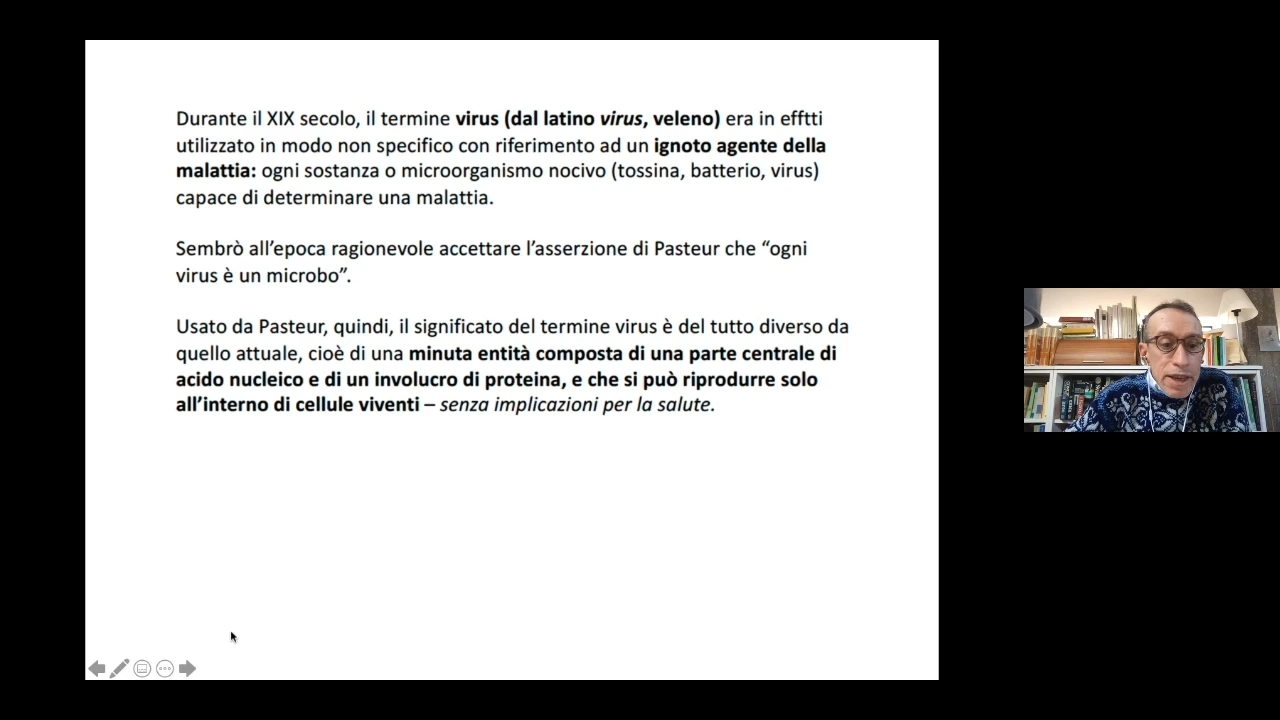 Durante il XIX secolo, il termine virus (dal latino virus, veleno) era in efftti
utilizzato in modo non specifico con riferimento ad un ignoto agente della
malattia: ogni sostanza o microorganismo nocivo (tossina, batterio, virus)
capace di determinare una malattia.
Sembrò all’epoca ragionevole accettare l’asserzione di Pasteur che “ogni
virus è un microbo”.
Usato da Pasteur, quindi, il significato del termine virus è del tutto diverso da
quello attuale, cioè di una minuta entità composta di una parte centrale di
acido nucleico e di un involucro di proteina, e che si può riprodurre solo
all’interno di cellule viventi – senza implicazioni per la salute.